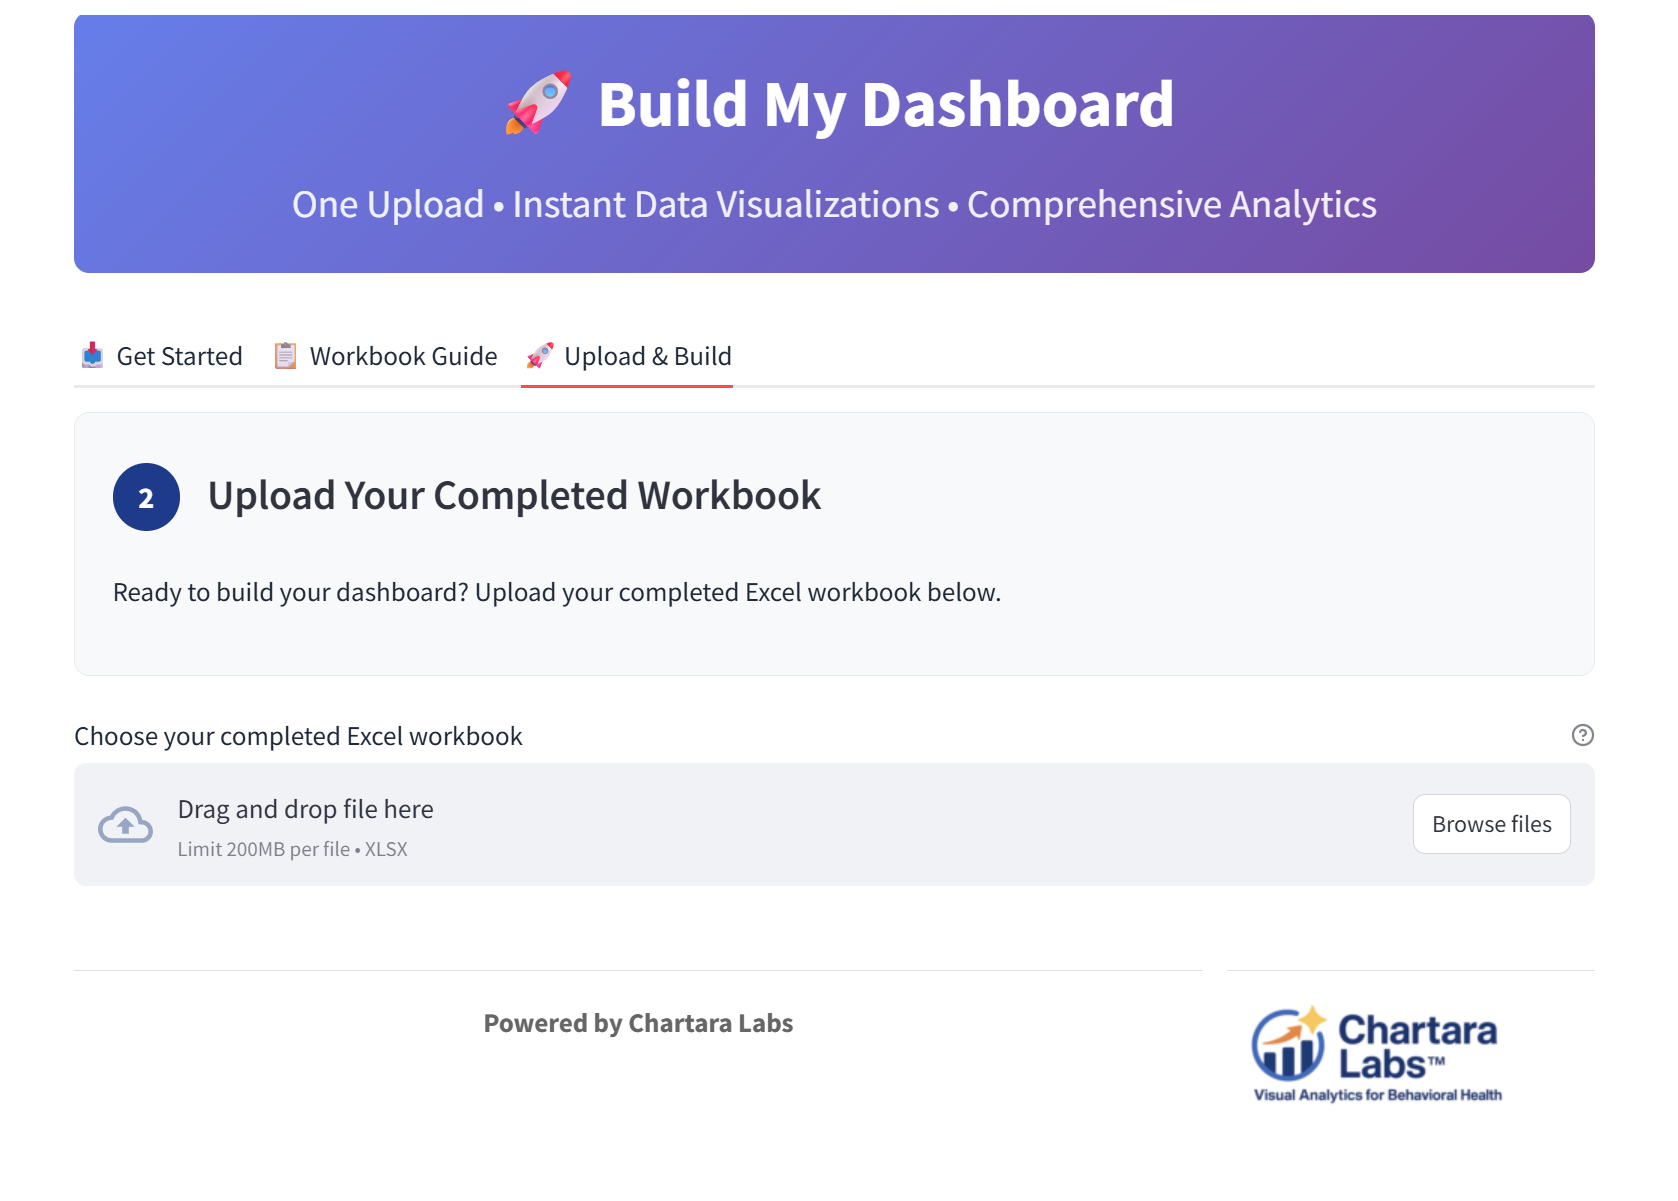 Build My Dashboard
One Upload • Instant Data Visualizations • Comprehensive Analytics
Get Started
Workbook Guide
Upload & Build
2
Upload Your Completed Workbook
Ready to build your dashboard? Upload your completed Excel workbook below.
Choose your completed Excel workbook
?
Drag and drop file here
Limit 200MB per file • XLSX
Browse files
Powered by Chartara Labs
Chartara
Labs™
Visual Analytics for Behavioral Health